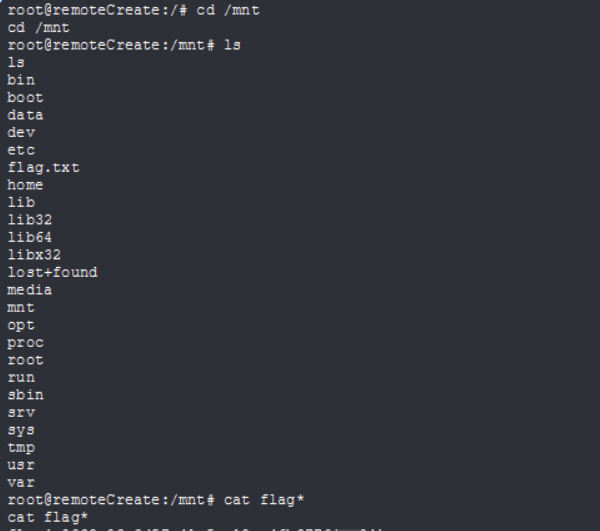 root@remoteCreate:/# cd /mnt
cd /mnt
root@remoteCreate:/mnt# ls
ls
bin
boot
data
dev
etc
flag.txt
home
lib
lib32
lib64
libx32
lost+found
media
mnt
opt
proc
root
run
sbin
srv
sys
tmp
usr
var
root@remoteCreate:/mnt# cat flag*
cat flag*